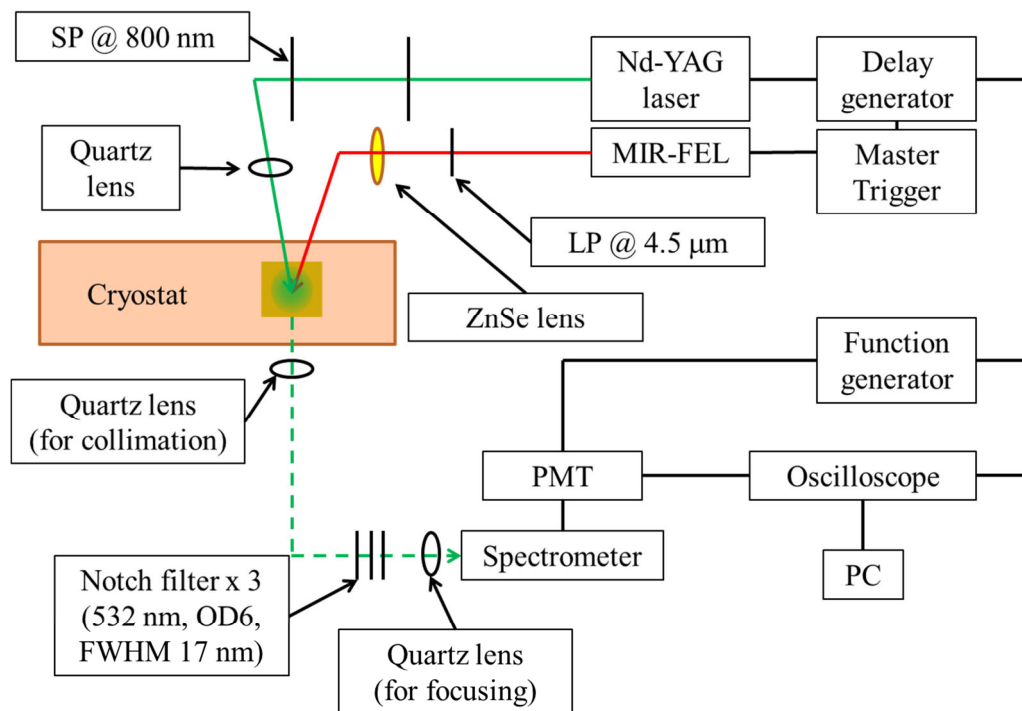 SP @ 800 nm
Nd-YAG
laser
Delay
generator
Quartz
lens
MIR-FEL
Master
Trigger
LP @ 4.5 μm
Cryostat
ZnSe lens
Function
generator
Quartz lens
(for collimation)
PMT
Oscilloscope
Spectrometer
PC
Notch filter x 3
(532 nm, OD6,
FWHM 17 nm)
Quartz lens
(for focusing)